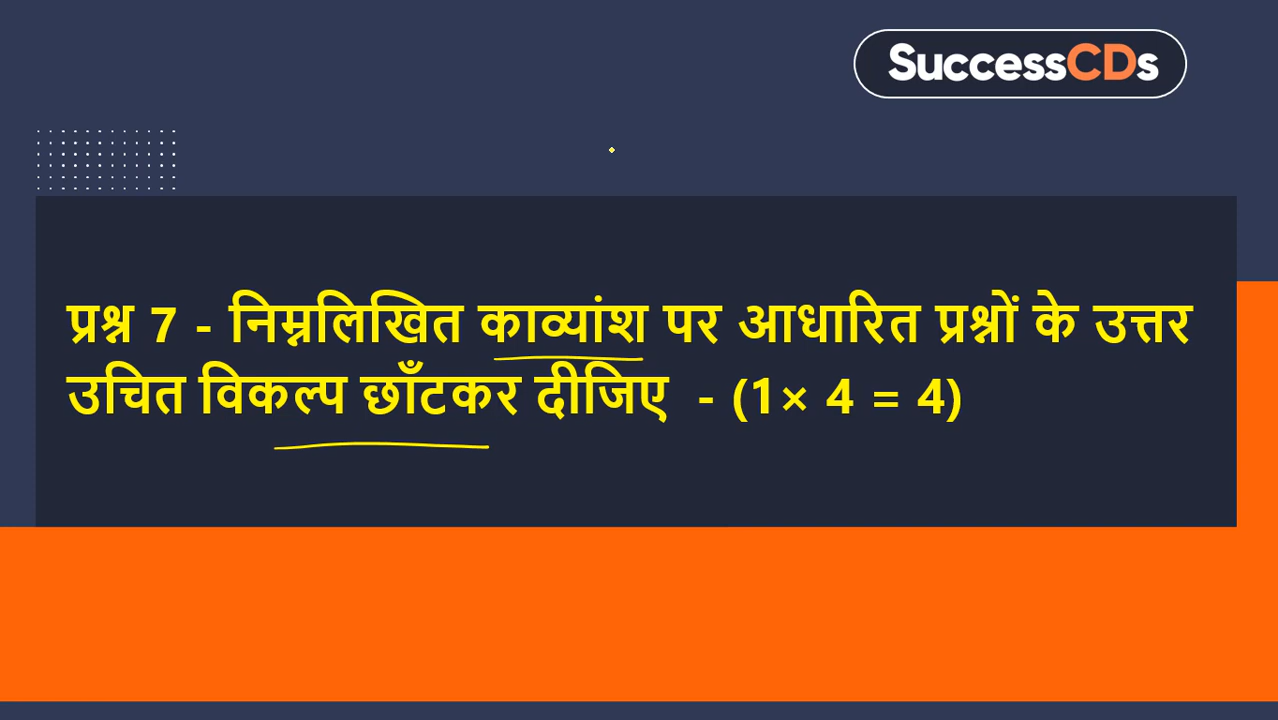 SuccessCDs
प्रश्न 7 - निम्नलिखित काव्यांश पर आधारित प्रश्नों के उत्तर
उचित विकल्प छाँटकर दीजिए - (1× 4 = 4)